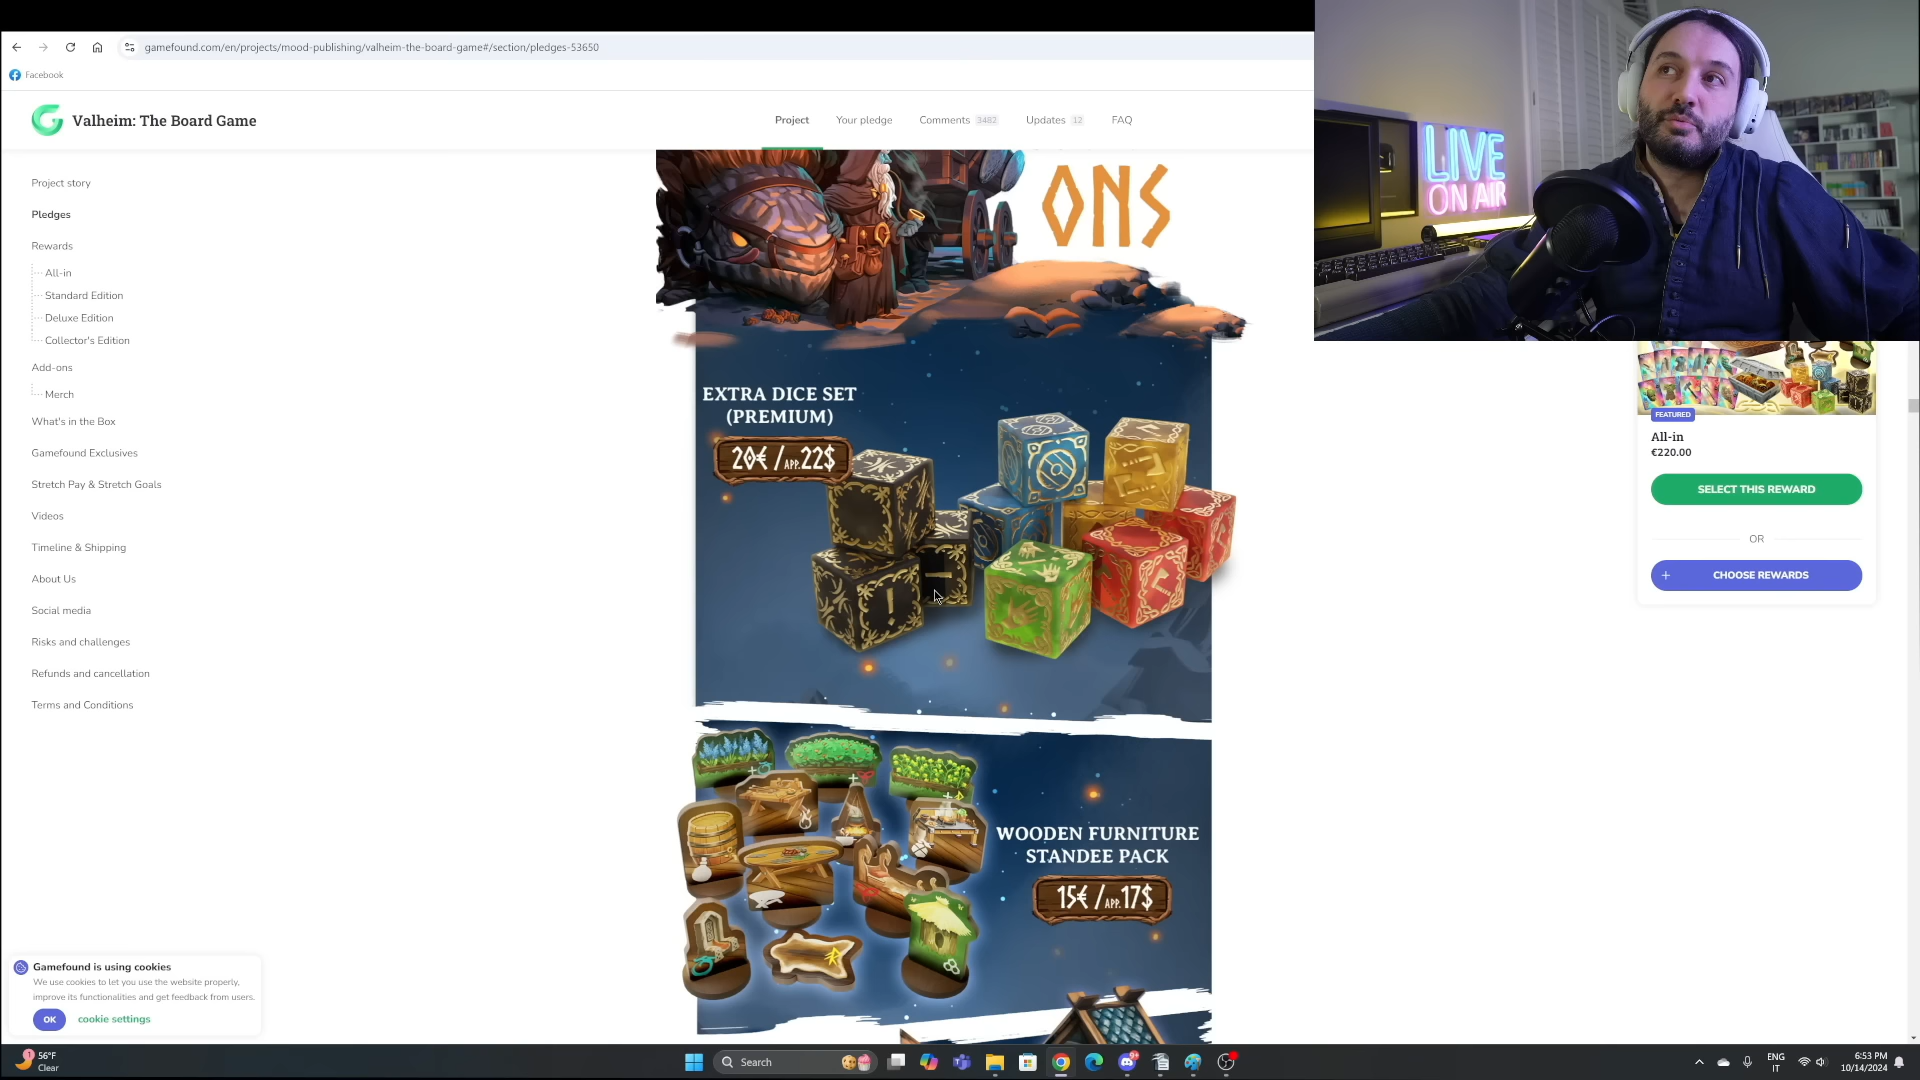 gamefound.com/en/projects/mood-publishing/valheim-the-board-game#/section/pledges-53650
Facebook
Valheim: The Board Game
Project
Your pledge
Comments 3482
Updates 12
FAQ
LIVE
ON AIR
Project story
Pledges
Rewards
All-in
Standard Edition
Deluxe Edition
Collector's Edition
Add-ons
Merch
What's in the Box
Gamefound Exclusives
Stretch Pay & Stretch Goals
Videos
Timeline & Shipping
About Us
Social media
Risks and challenges
Refunds and cancellation
Terms and Conditions
ONS
EXTRA DICE SET
(PREMIUM)
20€ / APP. 22$
WOODEN FURNITURE
STANDEE PACK
15€ / APP. 17$
FEATURED
All-in
€220.00
SELECT THIS REWARD
OR
+ CHOOSE REWARDS
Gamefound is using cookies
We use cookies to let you use the website properly,
improve its functionalities and get feedback from users.
OK
cookie settings
1
56°F
Clear
Search
ENG
IT
6:53 PM
10/14/2024